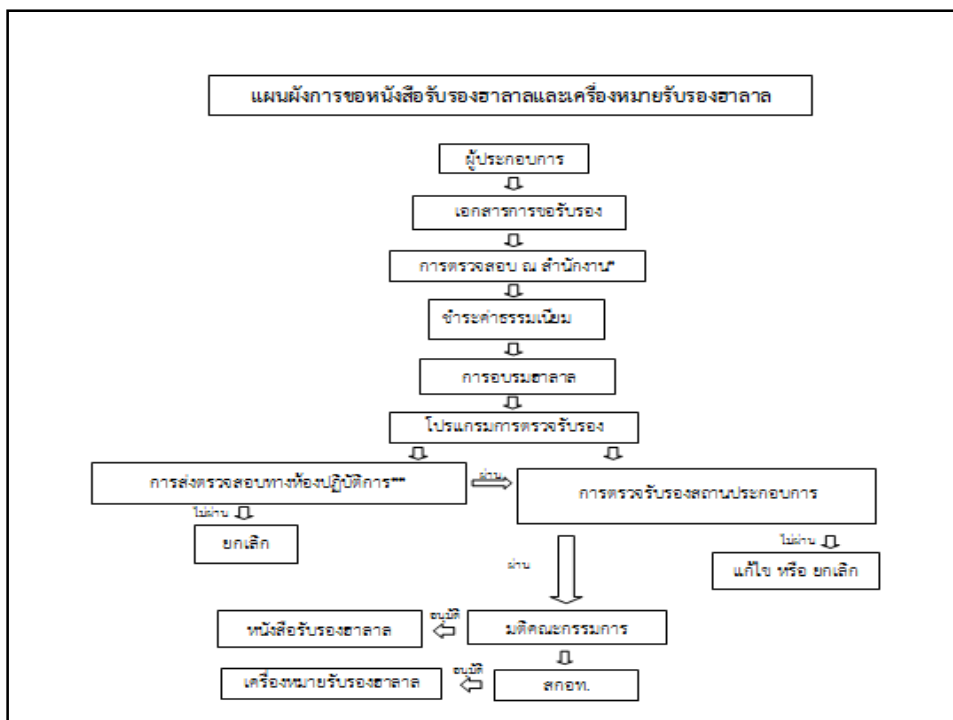 แผนผังการขอหนังสือรับรองฮาลาลและเครื่องหมายรับรองฮาลาล
ผู้ประกอบการ
เอกสารการขอรับรอง
การตรวจสอบ ณ สำนักงาน*
ชำระค่าธรรมเนียม
การอบรมฮาลาล
โปรแกรมการตรวจรับรอง
การส่งตรวจสอบทางห้องปฏิบัติการ**
ผ่าน
การตรวจรับรองสถานประกอบการ
ไม่ผ่าน
ยกเลิก
ไม่ผ่าน
แก้ไข หรือ ยกเลิก
ผ่าน
มติคณะกรรมการ
อนุมัติ
หนังสือรับรองฮาลาล
สกอท.
อนุมัติ
เครื่องหมายรับรองฮาลาล